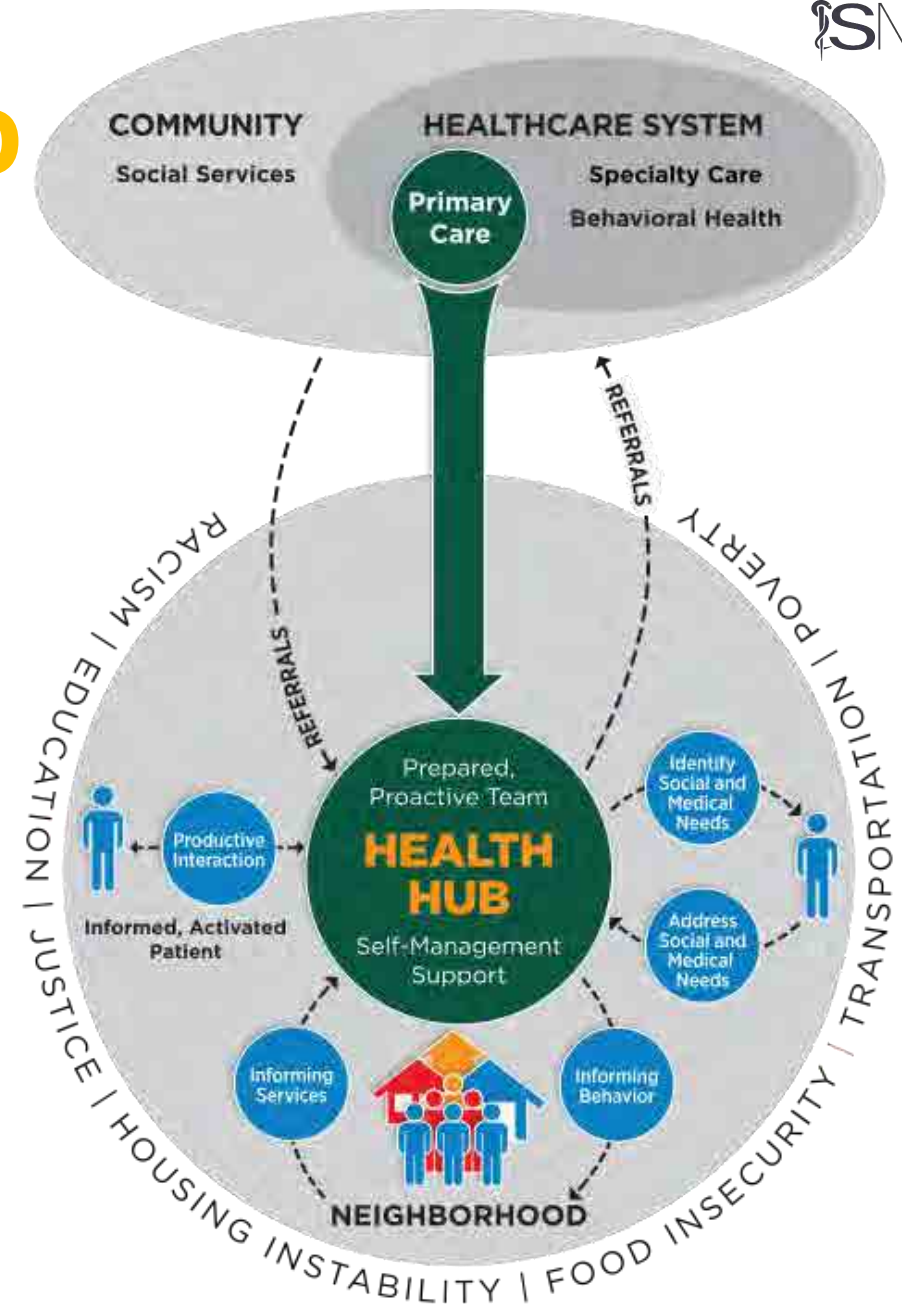 COMMUNITY
Social Services
HEALTHCARE SYSTEM
Specialty Care
Behavioral Health
Primary
Care
REFERRALS
REFERRALS
RACISM | EDUCATION | JUSTICE | HOUSING INSTABILITY | FOOD INSECURITY | TRANSPORTATION | POVERTY
Prepared,
Proactive Team
HEALTH
HUB
Self-Management
Support
Productive
Interaction
Informed, Activated
Patient
Identify
Social and
Medical
Needs
Address
Social and
Medical
Needs
Informing
Services
Informing
Behavior
NEIGHBORHOOD